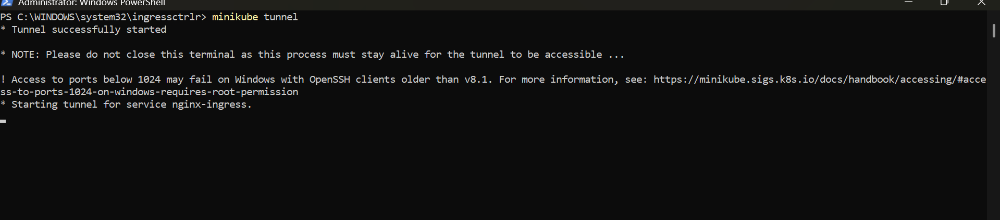 Administrator: Windows PowerShell
PS C:\WINDOWS\system32\ingressctrlr> minikube tunnel
* Tunnel successfully started
* NOTE: Please do not close this terminal as this process must stay alive for the tunnel to be accessible ...
! Access to ports below 1024 may fail on Windows with OpenSSH clients older than v8.1. For more information, see: https://minikube.sigs.k8s.io/docs/handbook/accessing/#acce
ss-to-ports-1024-on-windows-requires-root-permission
* Starting tunnel for service nginx-ingress.